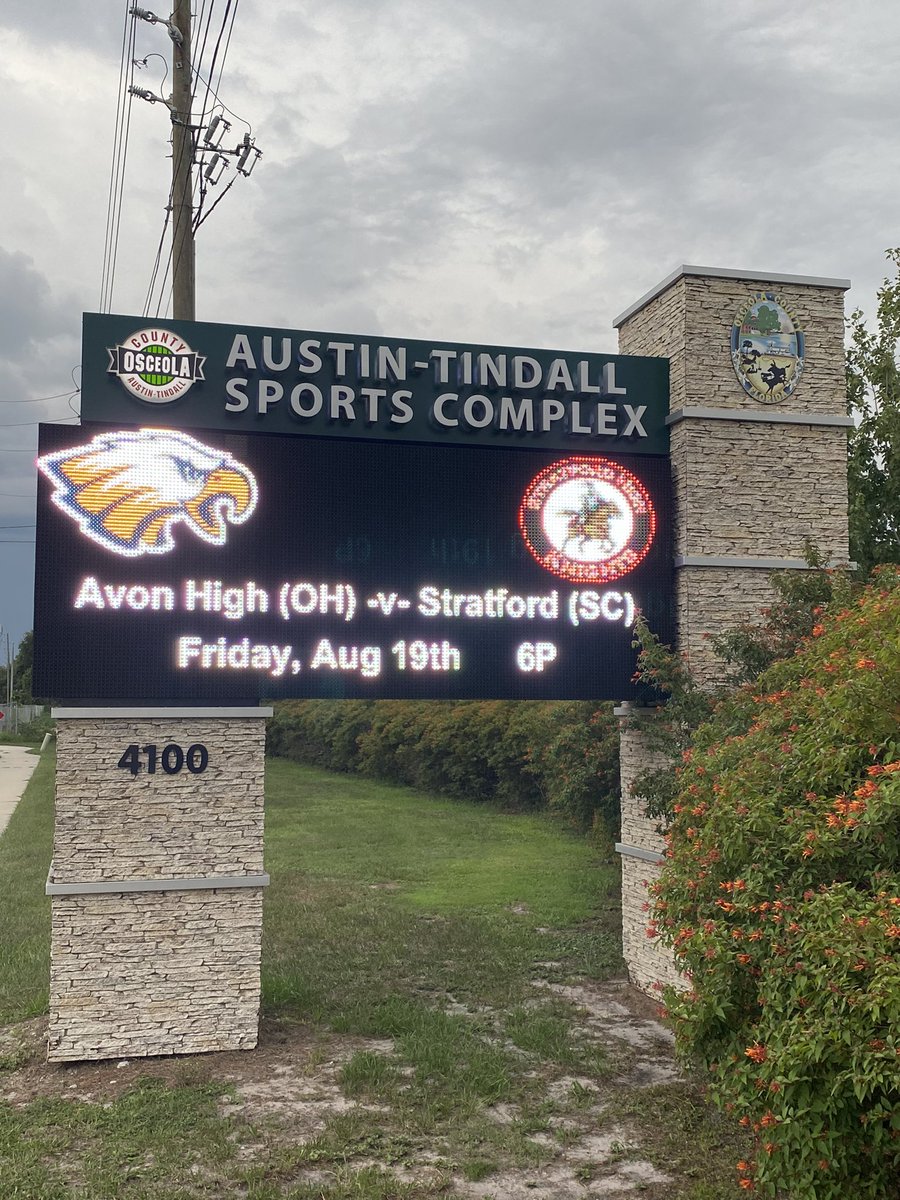 COUNTY
OSCEOLA
AUSTIN-TINDALL
AUSTIN-TINDALL
SPORTS COMPLEX
Avon High (OH) -v- Stratford (SC)
Friday, Aug 19th 6P
4100